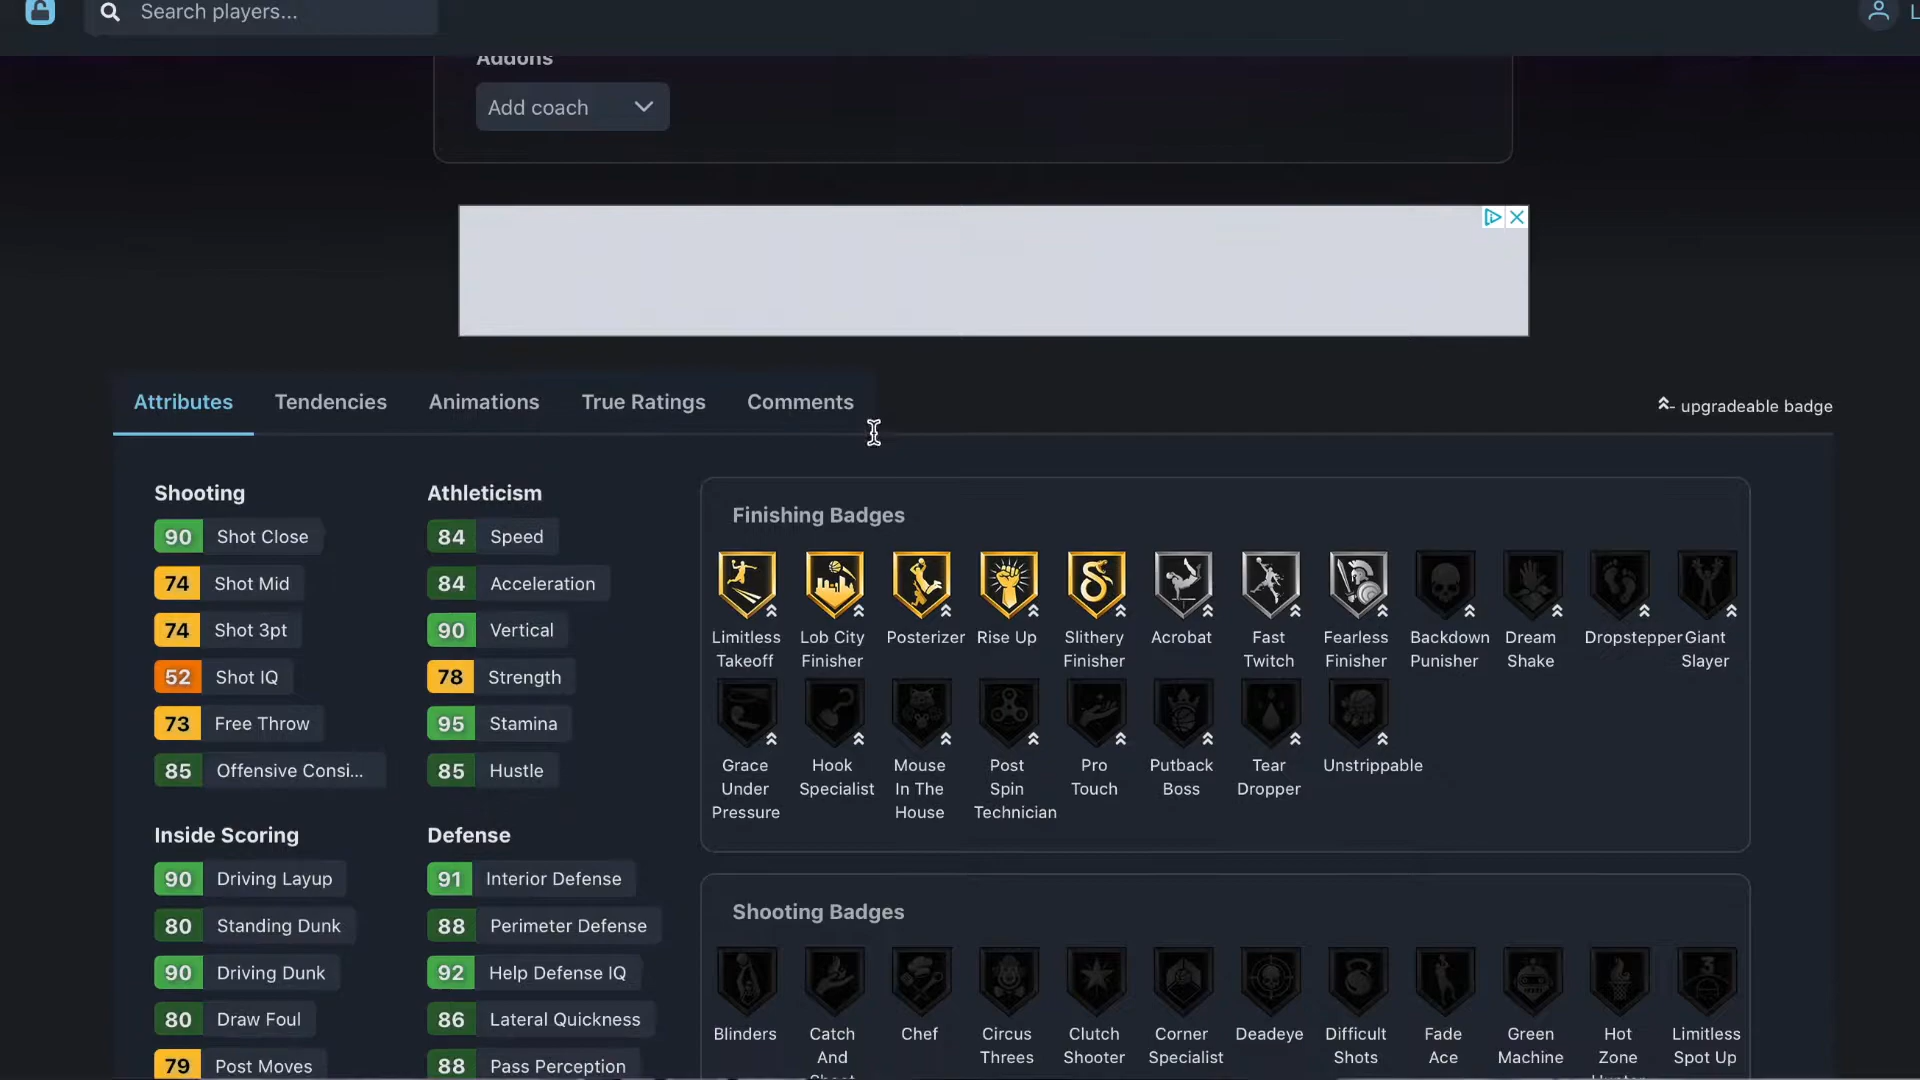 Search players...
L
Addons
Add coach
Attributes
Tendencies
Animations
True Ratings
Comments
- upgradeable badge
Shooting
90 Shot Close
74 Shot Mid
74 Shot 3pt
52 Shot IQ
73 Free Throw
85 Offensive Consi...
Athleticism
84 Speed
84 Acceleration
90 Vertical
78 Strength
95 Stamina
85 Hustle
Inside Scoring
90 Driving Layup
80 Standing Dunk
90 Driving Dunk
80 Draw Foul
79 Post Moves
Defense
91 Interior Defense
88 Perimeter Defense
92 Help Defense IQ
86 Lateral Quickness
88 Pass Perception
Finishing Badges
Limitless
Takeoff
Lob City
Finisher
Posterizer
Rise Up
Slithery
Finisher
Acrobat
Fast
Twitch
Fearless
Finisher
Backdown
Punisher
Dream
Shake
Dropstepper
Giant
Slayer
Grace
Under
Pressure
Hook
Specialist
Mouse
In The
House
Post
Spin
Technician
Pro
Touch
Putback
Boss
Tear
Dropper
Unstrippable
Shooting Badges
Blinders
Catch
And
Shoot
Chef
Circus
Threes
Clutch
Shooter
Corner
Specialist
Deadeye
Difficult
Shots
Fade
Ace
Green
Machine
Hot
Zone
Hunter
3
Limitless
Spot Up